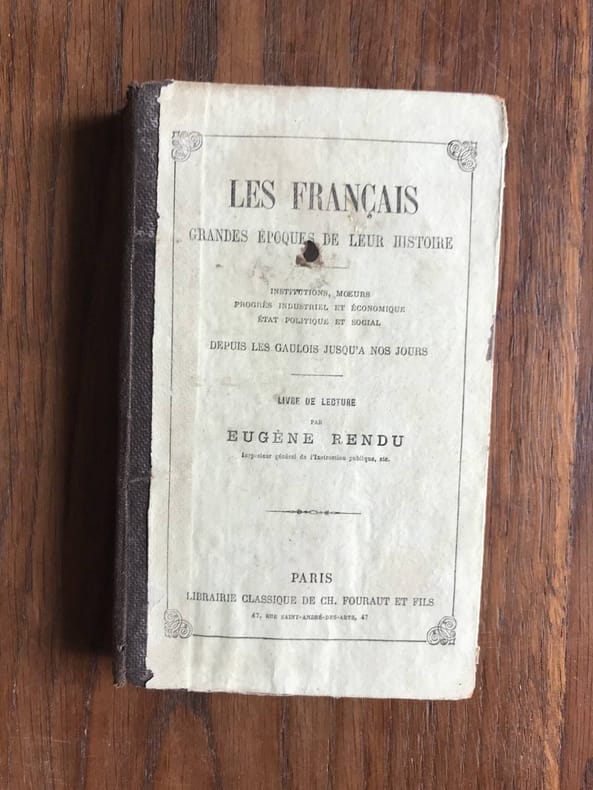 LES FRANÇAIS
GRANDES ÉPOQUES DE LEUR HISTOIRE
INSTITUTIONS, MŒURS
PROGRÈS INDUSTRIEL ET ÉCONOMIQUE
ÉTAT POLITIQUE ET SOCIAL
DEPUIS LES GAULOIS JUSQU'A NOS JOURS
LIVRE DE LECTURE
PAR
EUGÈNE RENDU
Inspecteur général de l'Instruction publique, etc.
PARIS
LIBRAIRIE CLASSIQUE DE CH. FOURAUT ET FILS
47, RUE SAINT-ANDRÉ-DES-ARTS, 47